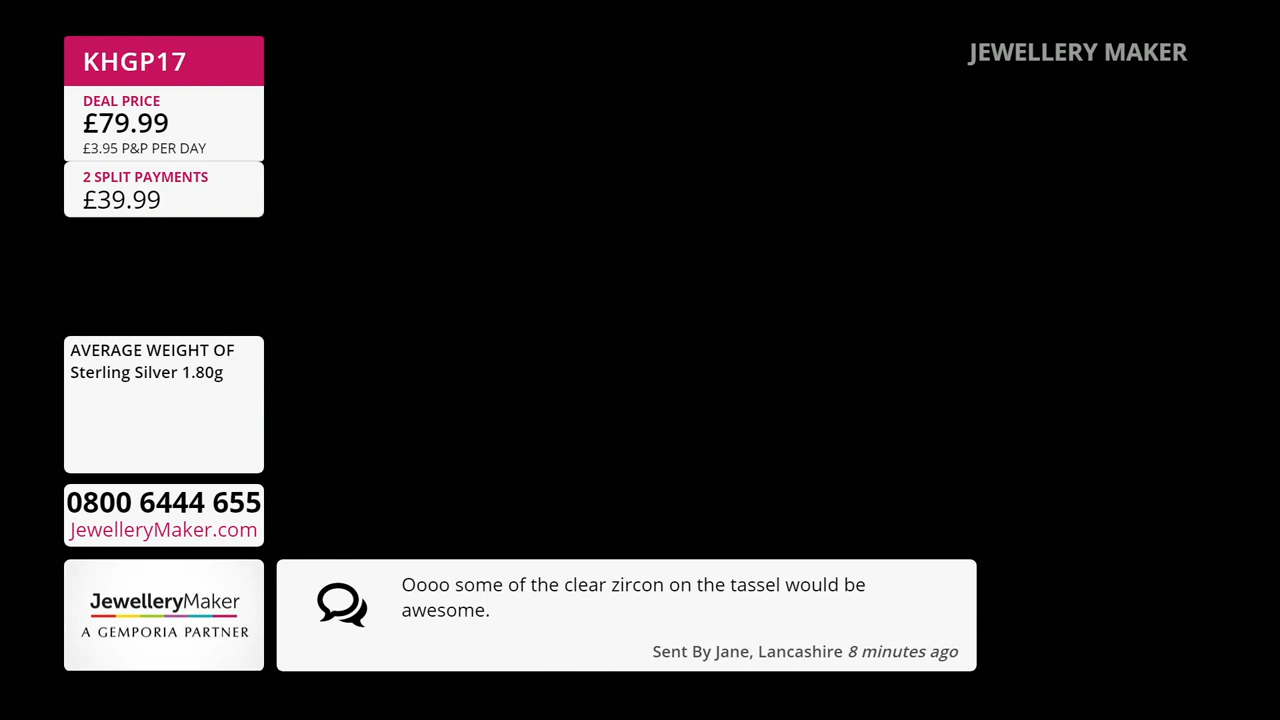 KHGP17
DEAL PRICE
£79.99
£3.95 P&P PER DAY
2 SPLIT PAYMENTS
£39.99
JEWELLERY MAKER
AVERAGE WEIGHT OF
Sterling Silver 1.80g
0800 6444 655
JewelleryMaker.com
JewelleryMaker
A GEMPORIA PARTNER
Oooo some of the clear zircon on the tassel would be
awesome.
Sent By Jane, Lancashire 8 minutes ago